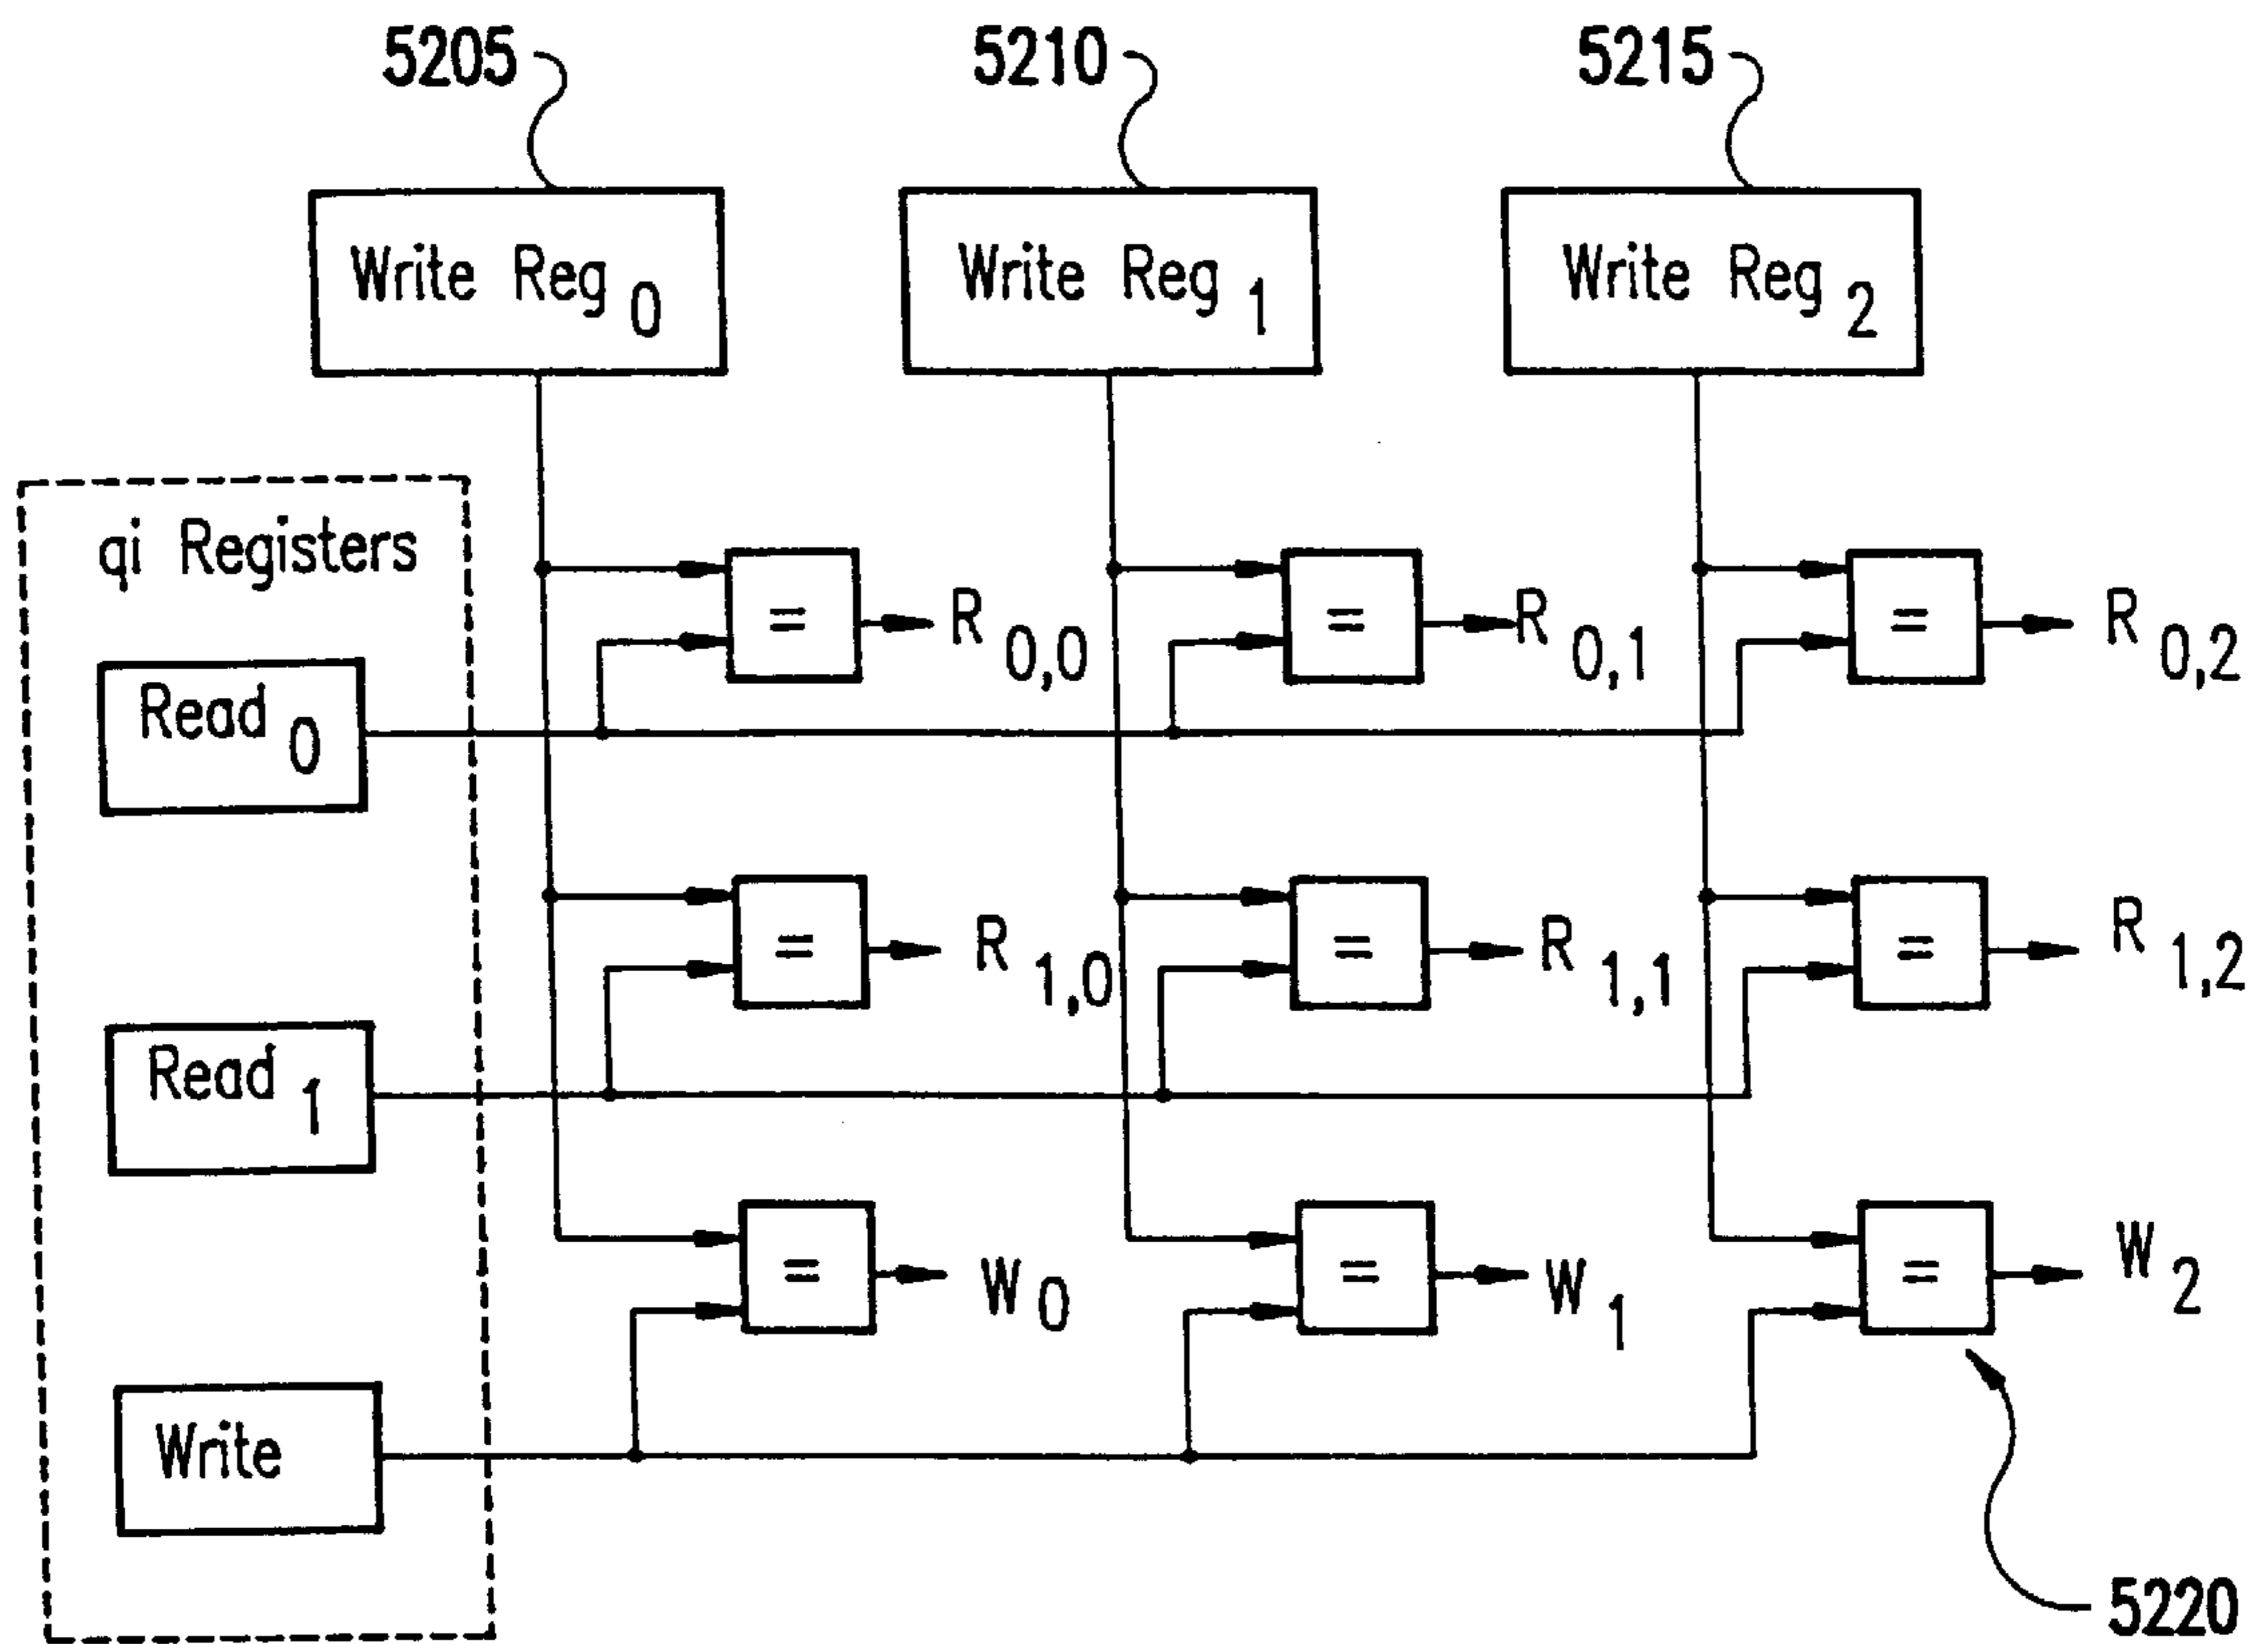 5205 5210 5215
Write Reg 0 Write Reg 1 Write Reg 2
qi Registers
= R 0,0 = R 0,1 = R 0,2
Read 0
= R 1,0 = R 1,1 = R 1,2
Read 1
= W 0 = W 1 = W 2
Write
5220